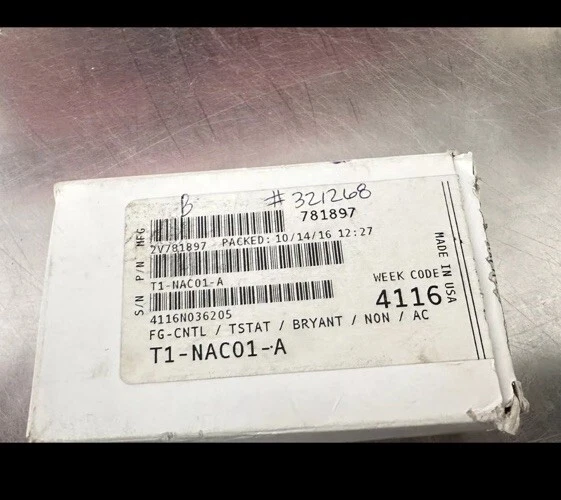 B #321268
781897
MFG
2V781897 PACKED: 10/14/16 12:27
P/N
T1-NAC01-A
S/N
4116N036205
WEEK CODE
4116
MADE IN USA
FG-CNTL / TSTAT / BRYANT / NON / AC
T1-NAC01-A